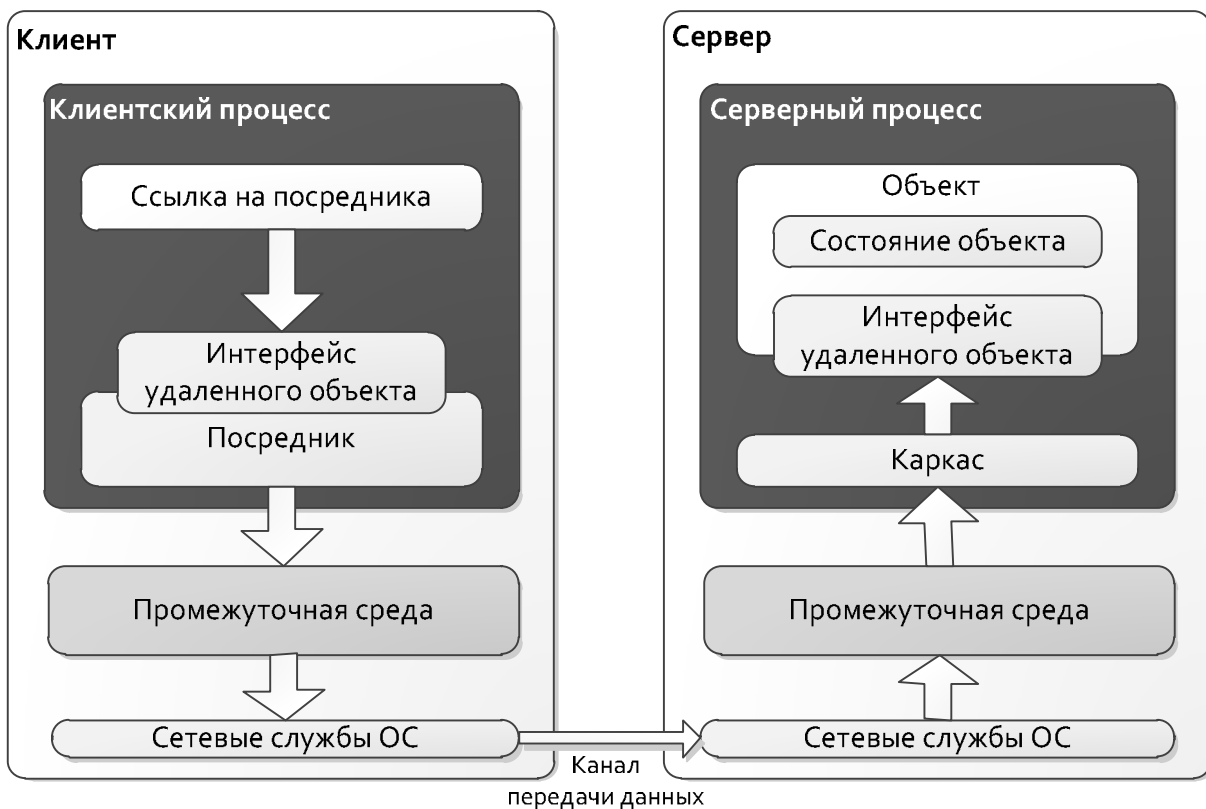 Клиент
Клиентский процесс
Ссылка на посредника
Интерфейс
удаленного объекта
Посредник
Промежуточная среда
Сетевые службы ОС
Канал
передачи данных
Сервер
Серверный процесс
Объект
Состояние объекта
Интерфейс
удаленного объекта
Каркас
Промежуточная среда
Сетевые службы ОС